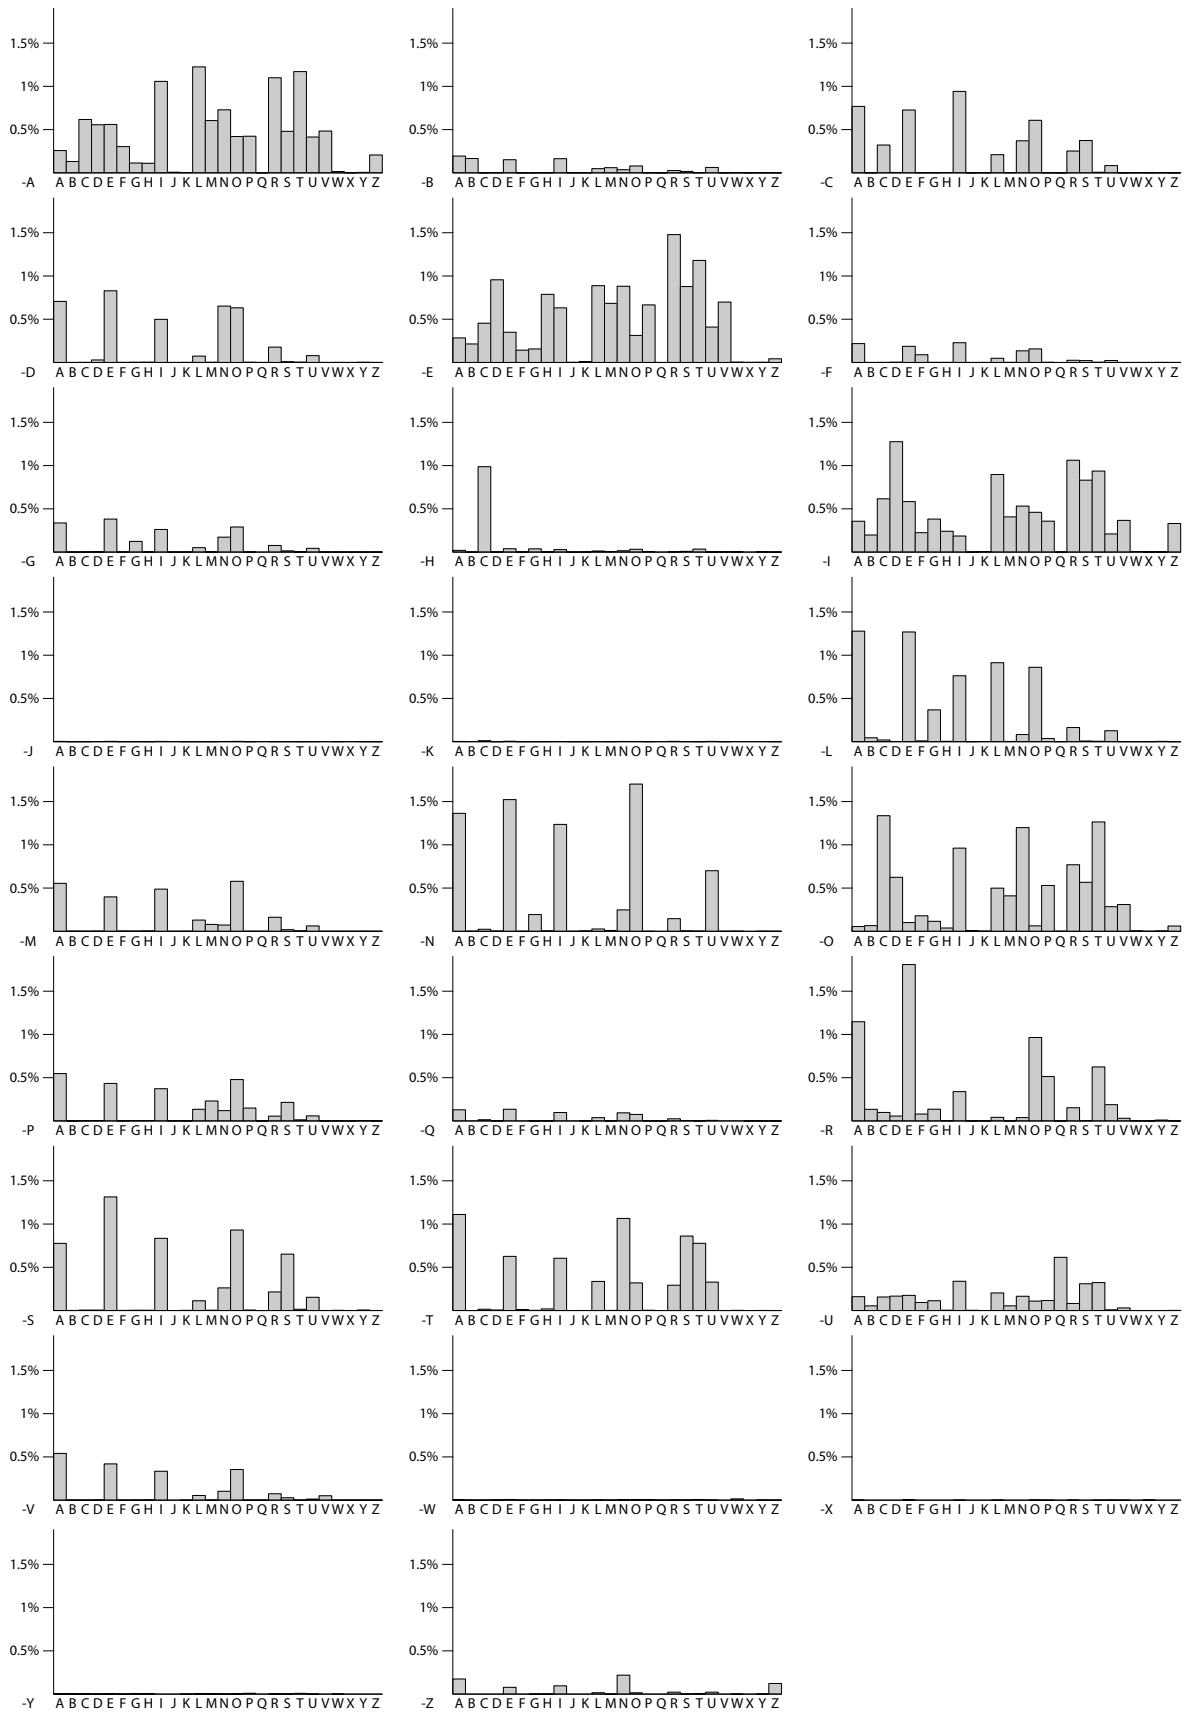 1.5% 1.5% 1.5%
1% 1% 1%
0.5% 0.5% 0.5%
-A A B C D E F G H I J K L M N O P Q R S T U V W X Y Z -B A B C D E F G H I J K L M N O P Q R S T U V W X Y Z -C A B C D E F G H I J K L M N O P Q R S T U V W X Y Z
1.5% 1.5% 1.5%
1% 1% 1%
0.5% 0.5% 0.5%
-D A B C D E F G H I J K L M N O P Q R S T U V W X Y Z -E A B C D E F G H I J K L M N O P Q R S T U V W X Y Z -F A B C D E F G H I J K L M N O P Q R S T U V W X Y Z
1.5% 1.5% 1.5%
1% 1% 1%
0.5% 0.5% 0.5%
-G A B C D E F G H I J K L M N O P Q R S T U V W X Y Z -H A B C D E F G H I J K L M N O P Q R S T U V W X Y Z -I A B C D E F G H I J K L M N O P Q R S T U V W X Y Z
1.5% 1.5% 1.5%
1% 1% 1%
0.5% 0.5% 0.5%
-J A B C D E F G H I J K L M N O P Q R S T U V W X Y Z -K A B C D E F G H I J K L M N O P Q R S T U V W X Y Z -L A B C D E F G H I J K L M N O P Q R S T U V W X Y Z
1.5% 1.5% 1.5%
1% 1% 1%
0.5% 0.5% 0.5%
-M A B C D E F G H I J K L M N O P Q R S T U V W X Y Z -N A B C D E F G H I J K L M N O P Q R S T U V W X Y Z -O A B C D E F G H I J K L M N O P Q R S T U V W X Y Z
1.5% 1.5% 1.5%
1% 1% 1%
0.5% 0.5% 0.5%
-P A B C D E F G H I J K L M N O P Q R S T U V W X Y Z -Q A B C D E F G H I J K L M N O P Q R S T U V W X Y Z -R A B C D E F G H I J K L M N O P Q R S T U V W X Y Z
1.5% 1.5% 1.5%
1% 1% 1%
0.5% 0.5% 0.5%
-S A B C D E F G H I J K L M N O P Q R S T U V W X Y Z -T A B C D E F G H I J K L M N O P Q R S T U V W X Y Z -U A B C D E F G H I J K L M N O P Q R S T U V W X Y Z
1.5% 1.5% 1.5%
1% 1% 1%
0.5% 0.5% 0.5%
-V A B C D E F G H I J K L M N O P Q R S T U V W X Y Z -W A B C D E F G H I J K L M N O P Q R S T U V W X Y Z -X A B C D E F G H I J K L M N O P Q R S T U V W X Y Z
1.5% 1.5%
1% 1%
0.5% 0.5%
-Y A B C D E F G H I J K L M N O P Q R S T U V W X Y Z -Z A B C D E F G H I J K L M N O P Q R S T U V W X Y Z